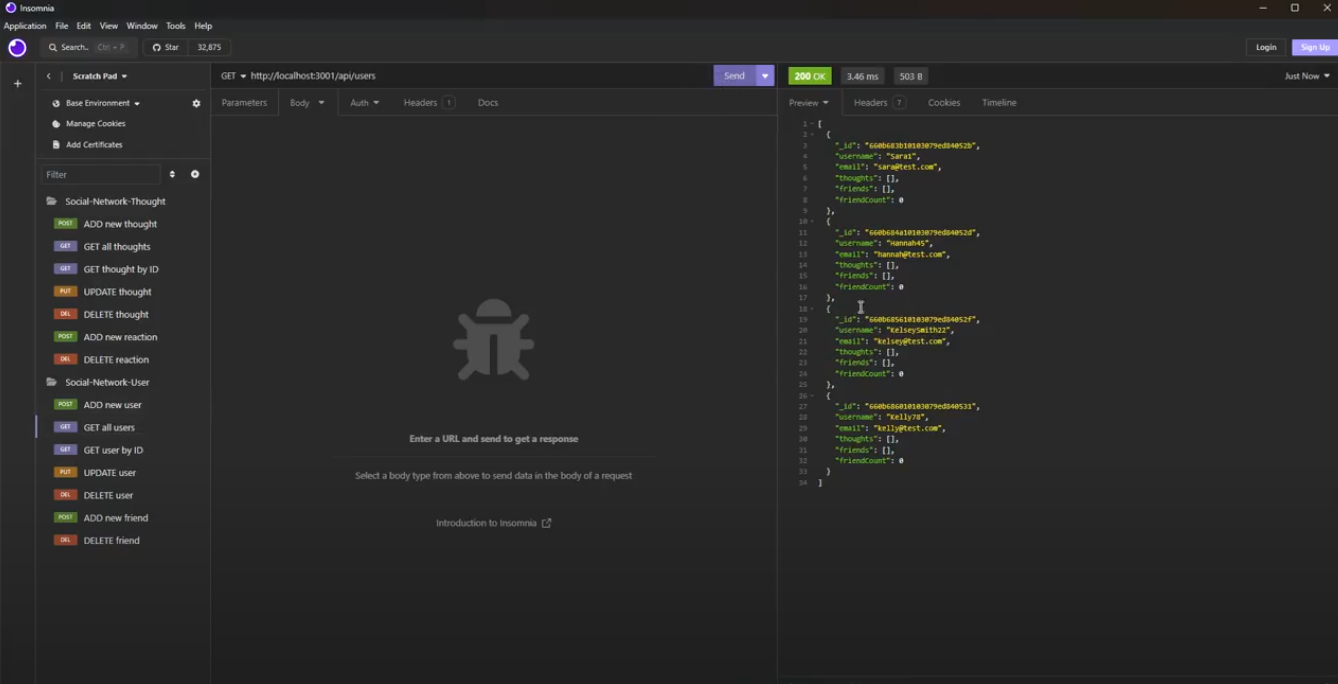 Insomnia
Application File Edit View Window Tools Help
Search.. Ctrl + P Star 32,875 Login Sign Up
Scratch Pad
Base Environment
Manage Cookies
Add Certificates
Filter
Social-Network-Thought
POST ADD new thought
GET GET all thoughts
GET GET thought by ID
PUT UPDATE thought
DEL DELETE thought
POST ADD new reaction
DEL DELETE reaction
Social-Network-User
POST ADD new user
GET GET all users
GET GET user by ID
PUT UPDATE user
DEL DELETE user
POST ADD new friend
DEL DELETE friend
GET http://localhost:3001/api/users Send
Parameters Body Auth Headers 1 Docs
Enter a URL and send to get a response
Select a body type from above to send data in the body of a request
Introduction to Insomnia
200 OK 3.46 ms 503 B Just Now
Preview Headers 7 Cookies Timeline
1 [
2 {
3 "_id": "660b683b10103079ed84052b",
4 "username": "Sara1",
5 "email": "sara@test.com",
6 "thoughts": [],
7 "friends": [],
8 "friendCount": 0
9 },
10 {
11 "_id": "660b684a10103079ed84052d",
12 "username": "Hannah45",
13 "email": "hannah@test.com",
14 "thoughts": [],
15 "friends": [],
16 "friendCount": 0
17 },
18 {
19 "_id": "660b685610103079ed84052f",
20 "username": "KelseySmith22",
21 "email": "kelsey@test.com",
22 "thoughts": [],
23 "friends": [],
24 "friendCount": 0
25 },
26 {
27 "_id": "660b686010103079ed840531",
28 "username": "Kelly78",
29 "email": "kelly@test.com",
30 "thoughts": [],
31 "friends": [],
32 "friendCount": 0
33 }
34 ]